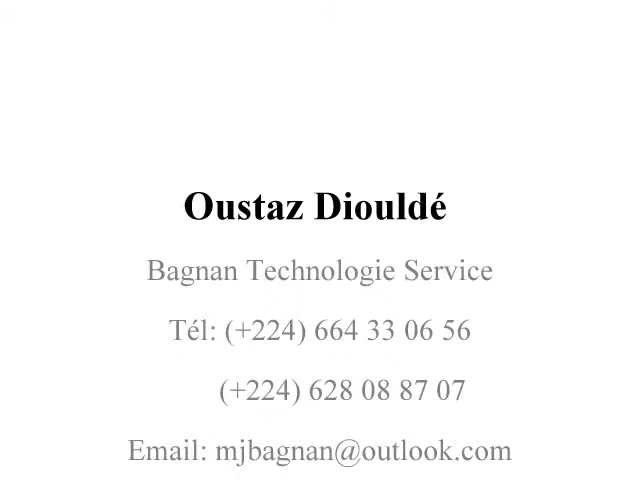 Oustaz Diouldé
Bagnan Technologie Service
Tél: (+224) 664 33 06 56
(+224) 628 08 87 07
Email: mjbagnan@outlook.com